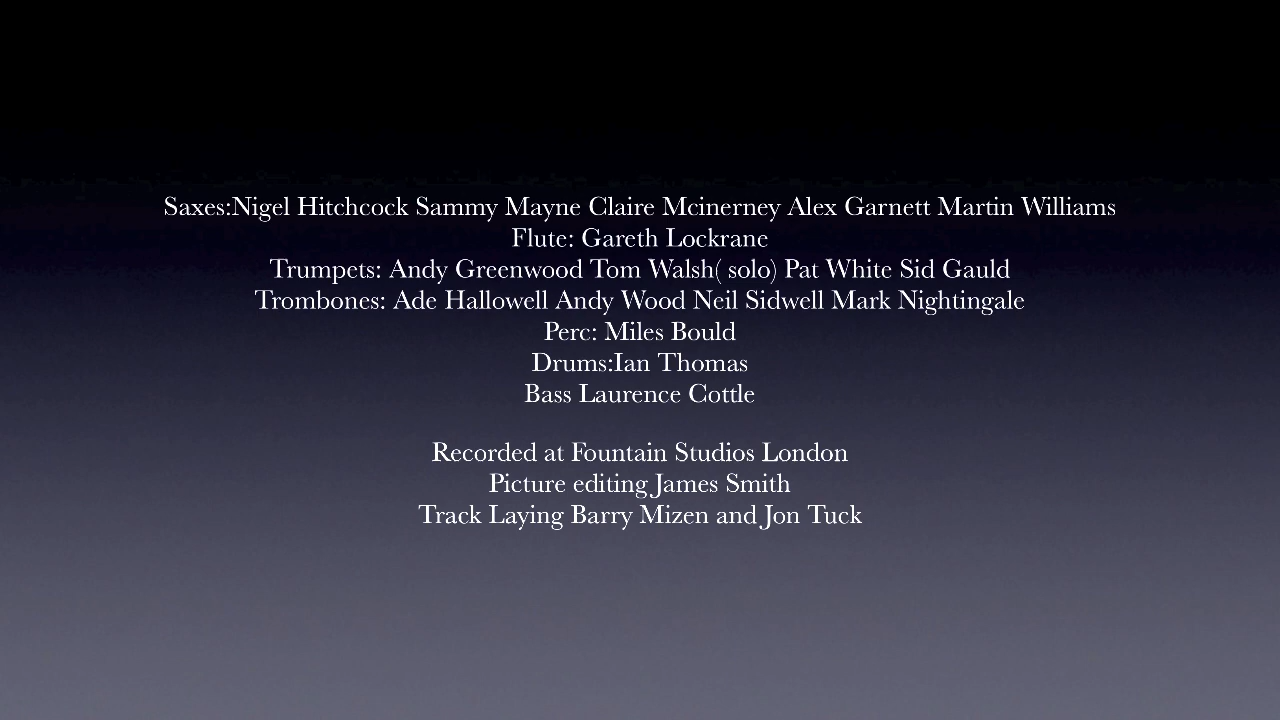 Saxes:Nigel Hitchcock Sammy Mayne Claire Mcinerney Alex Garnett Martin Williams
Flute: Gareth Lockrane
Trumpets: Andy Greenwood Tom Walsh( solo) Pat White Sid Gauld
Trombones: Ade Hallowell Andy Wood Neil Sidwell Mark Nightingale
Perc: Miles Bould
Drums:Ian Thomas
Bass Laurence Cottle
Recorded at Fountain Studios London
Picture editing James Smith
Track Laying Barry Mizen and Jon Tuck